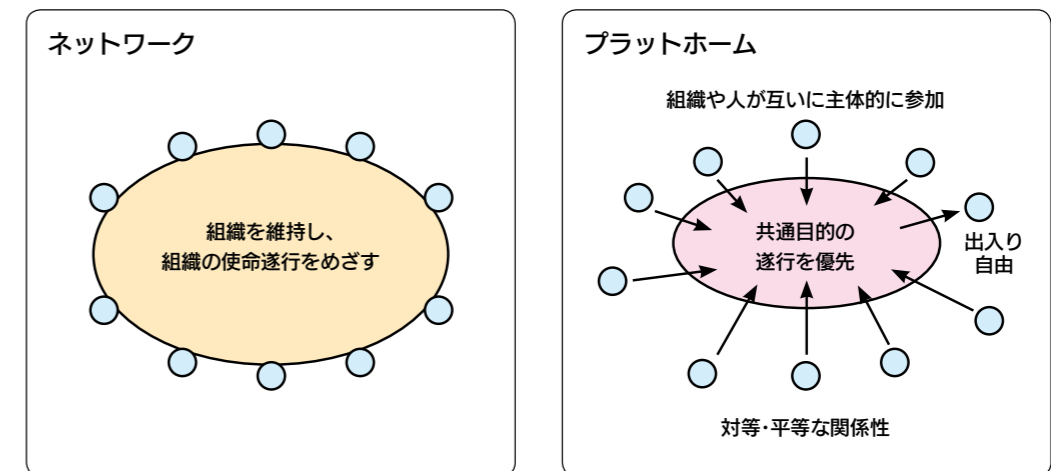 ネットワーク
組織を維持し、
組織の使命遂行をめざす
プラットホーム
組織や人が互いに主体的に参加
共通目的の
遂行を優先
出入り
自由
対等・平等な関係性